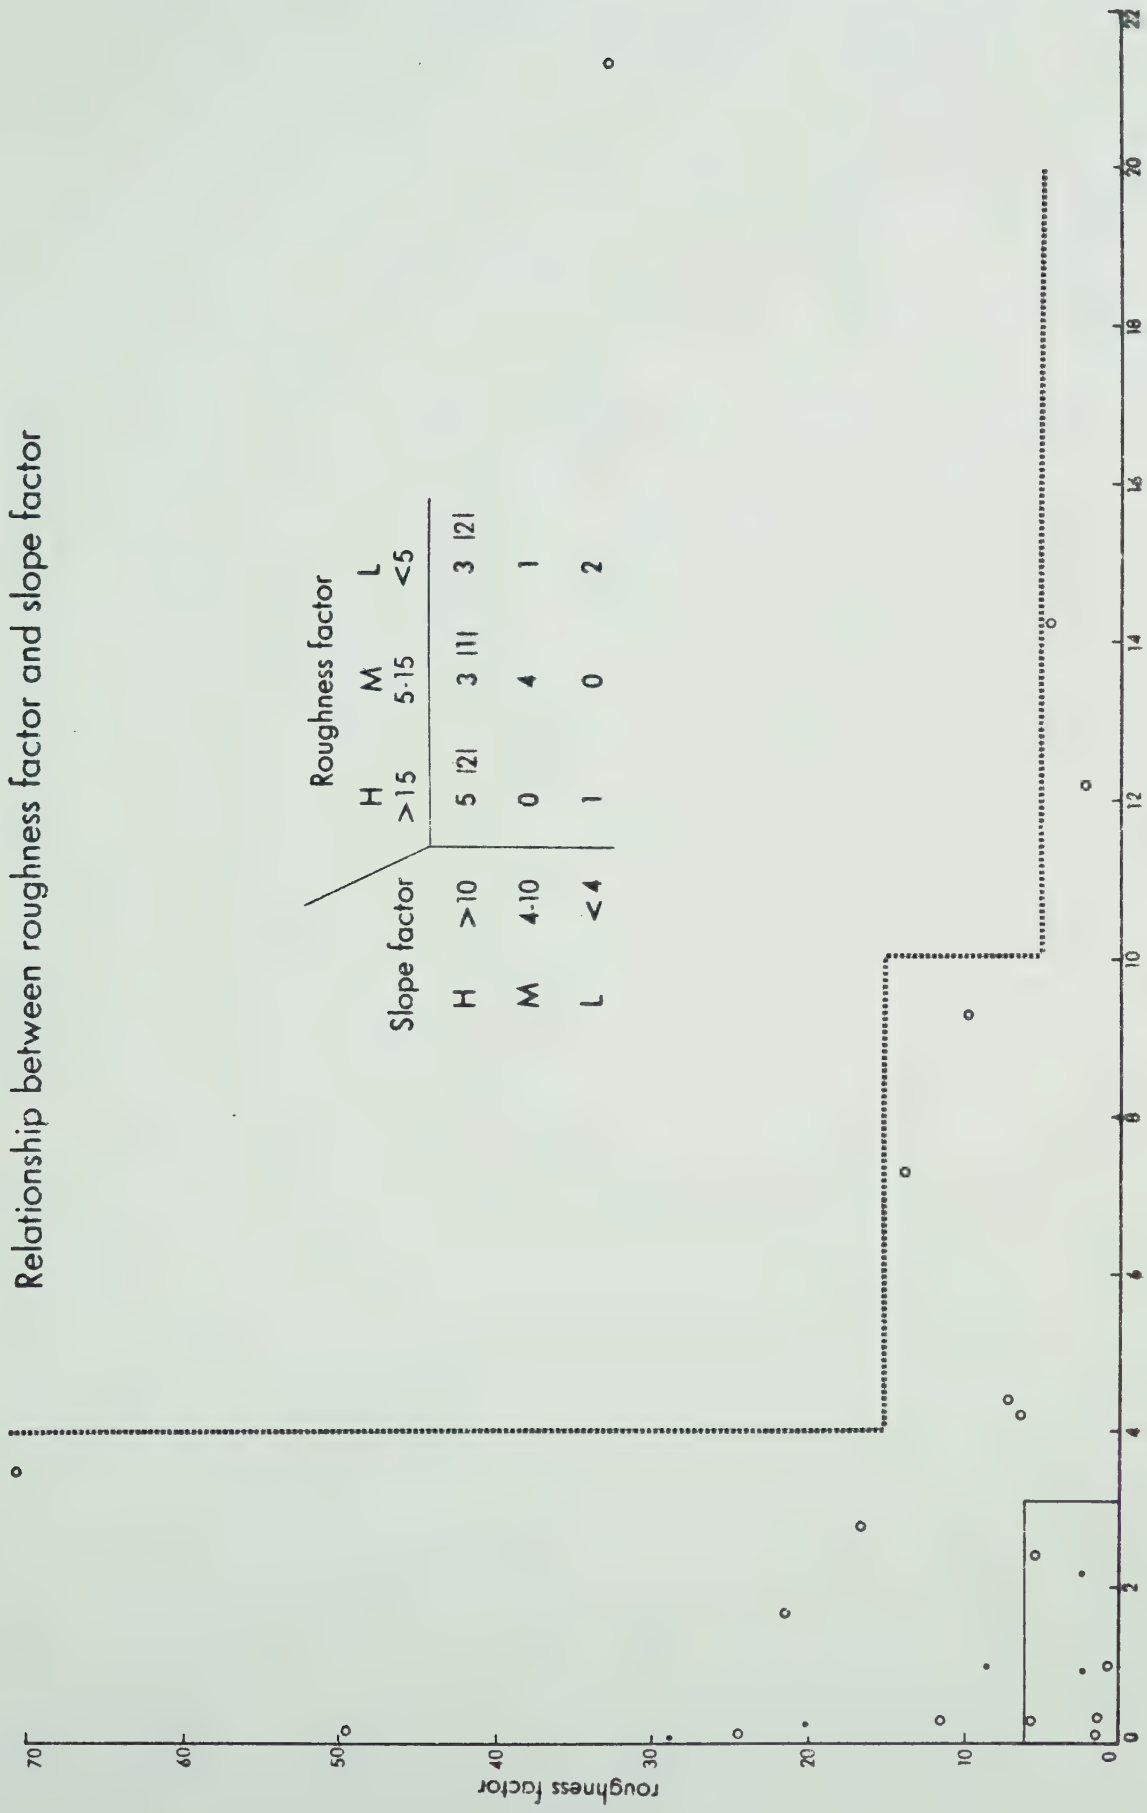 Relationship between roughness factor and slope factor
Roughness factor
H M L
Slope factor >15 5-15 <5
H >10 5 |2| 3 |1| 3 |2|
M 4-10 0 4 1
L <4 1 0 2
70
60
50
40
30
20
10
0
roughness factor
0 2 4 6 8 10 12 14 16 18 20 22